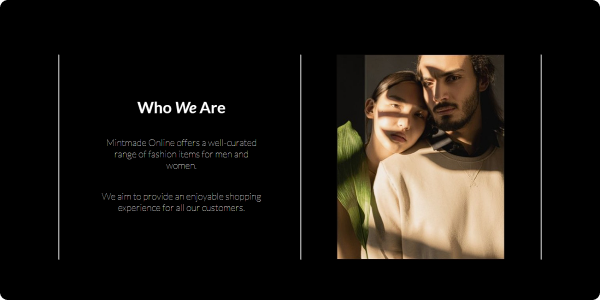 Who We Are
Mintmade Online offers a well-curated
range of fashion items for men and
women.
We aim to provide an enjoyable shopping
experience for all our customers.